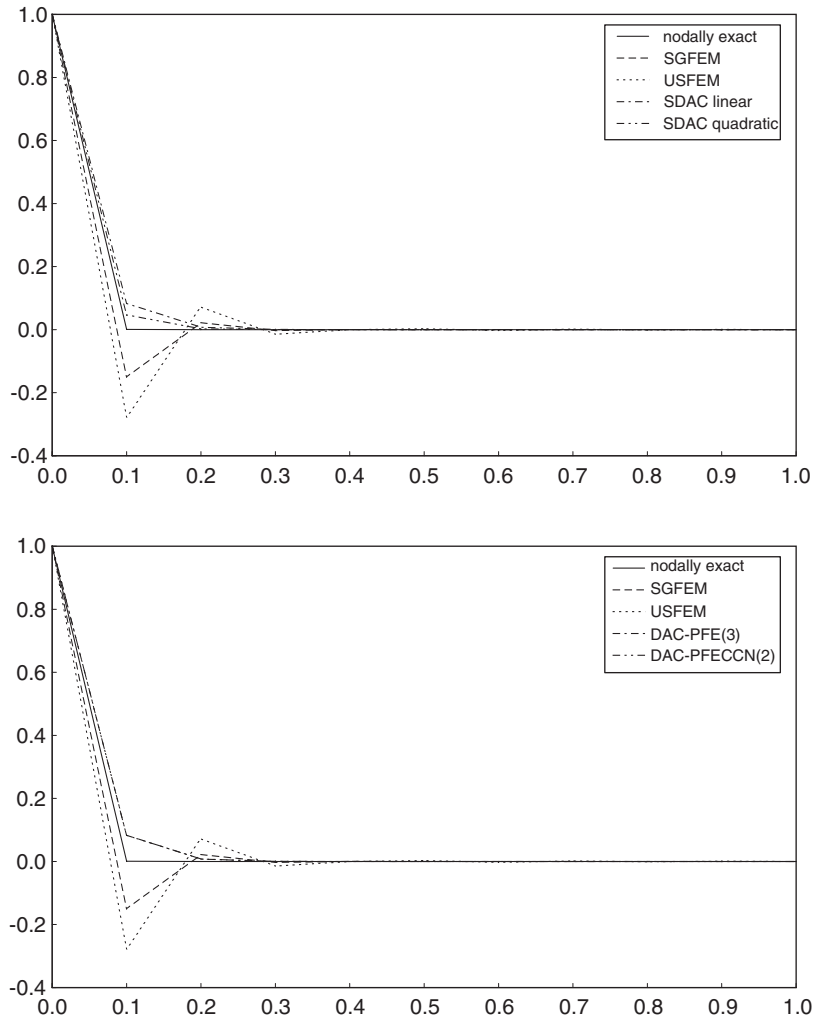 1.0
nodally exact
SGFEM
USFEM
SDAC linear
SDAC quadratic
0.8
0.6
0.4
0.2
0.0
-0.2
-0.4
0.0 0.1 0.2 0.3 0.4 0.5 0.6 0.7 0.8 0.9 1.0
1.0
nodally exact
SGFEM
USFEM
DAC-PFE(3)
DAC-PFECCN(2)
0.8
0.6
0.4
0.2
0.0
-0.2
-0.4
0.0 0.1 0.2 0.3 0.4 0.5 0.6 0.7 0.8 0.9 1.0